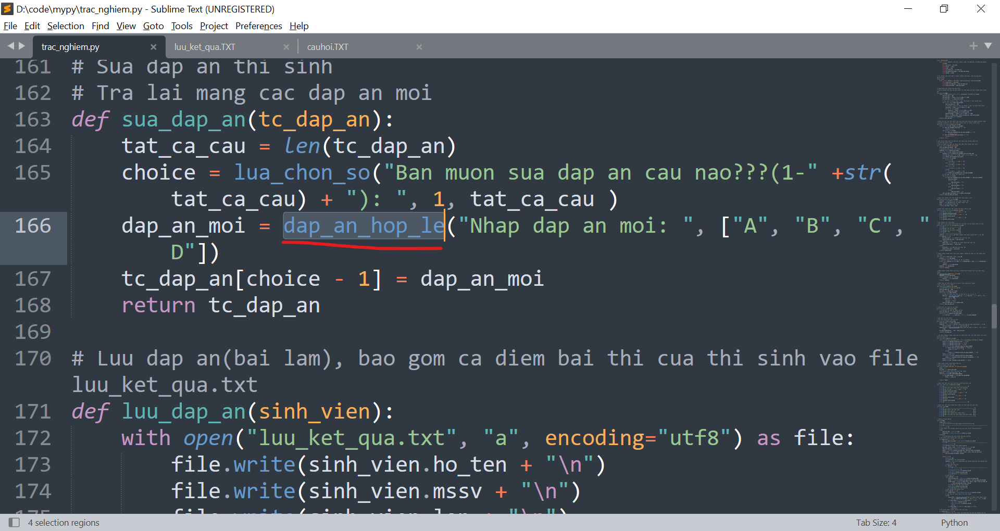 D:\code\mypy\trac_nghiem.py - Sublime Text (UNREGISTERED)
File Edit Selection Find View Goto Tools Project Preferences Help
trac_nghiem.py luu_ket_qua.TXT cauhoi.TXT
161 # Sua dap an thi sinh
162 # Tra lai mang cac dap an moi
163 def sua_dap_an(tc_dap_an):
164 tat_ca_cau = len(tc_dap_an)
165 choice = lua_chon_so("Ban muon sua dap an cau nao???(1-" +str(
tat_ca_cau) + "): ", 1, tat_ca_cau )
166 dap_an_moi = dap_an_hop_le("Nhap dap an moi: ", ["A", "B", "C", "
D"])
167 tc_dap_an[choice - 1] = dap_an_moi
168 return tc_dap_an
169
170 # Luu dap an(bai lam), bao gom ca diem bai thi cua thi sinh vao file
luu_ket_qua.txt
171 def luu_dap_an(sinh_vien):
172 with open("luu_ket_qua.txt", "a", encoding="utf8") as file:
173 file.write(sinh_vien.ho_ten + "\n")
174 file.write(sinh_vien.mssv + "\n")
4 selection regions Tab Size: 4 Python